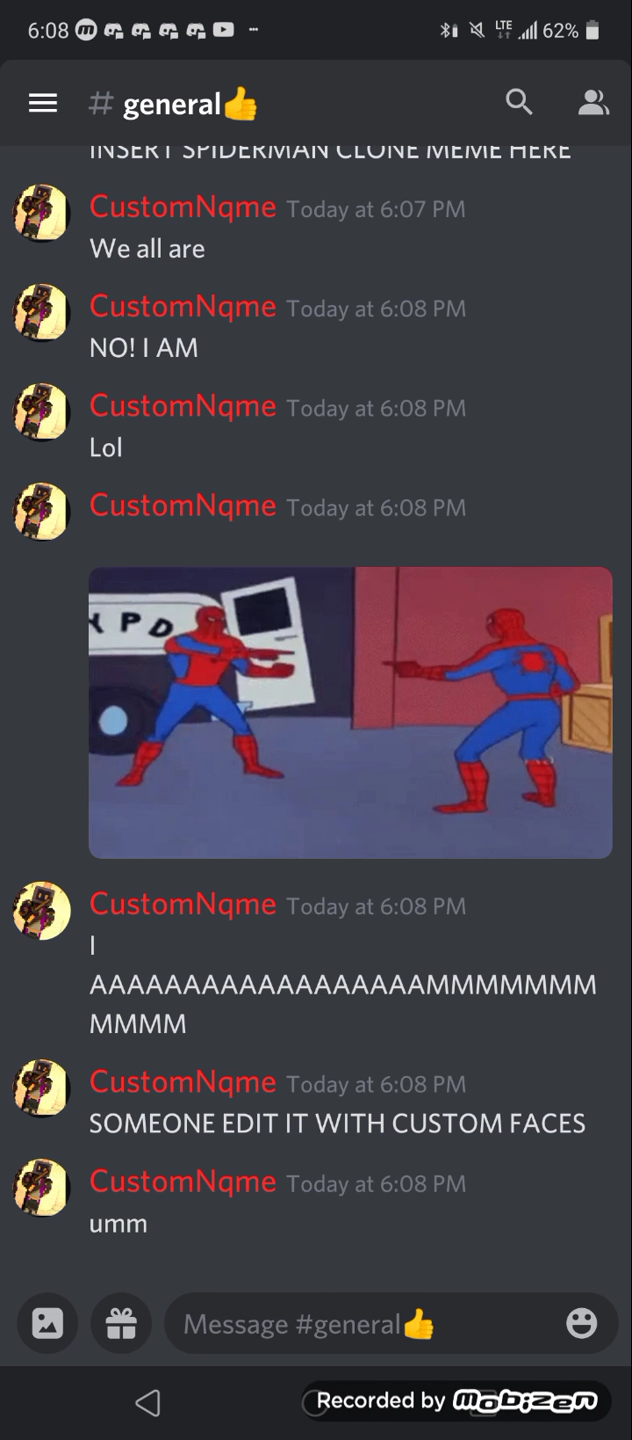 6:08 62%
LTE
# general👍
INSERT SPIDERMAN CLONE MEME HERE
CustomNqme Today at 6:07 PM
We all are
CustomNqme Today at 6:08 PM
NO! I AM
CustomNqme Today at 6:08 PM
Lol
CustomNqme Today at 6:08 PM
YPD
CustomNqme Today at 6:08 PM
I
AAAAAAAAAAAAAAAAAAMMMMMMM
MMMM
CustomNqme Today at 6:08 PM
SOMEONE EDIT IT WITH CUSTOM FACES
CustomNqme Today at 6:08 PM
umm
Message #general👍
Recorded by mobizen